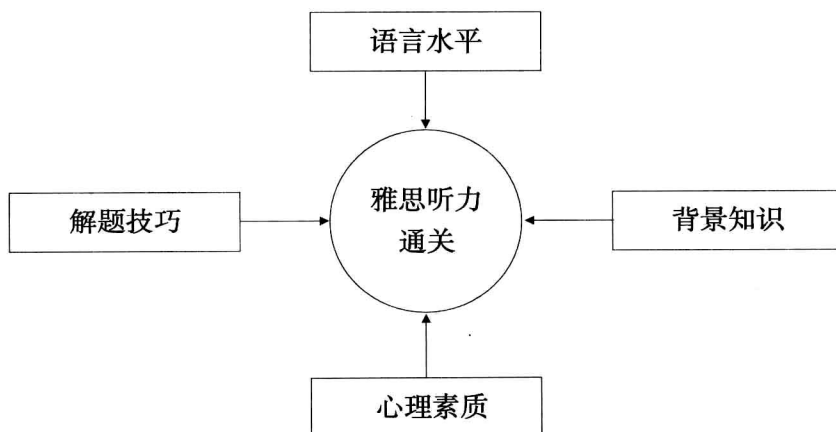 语言水平
解题技巧
雅思听力
通关
背景知识
心理素质